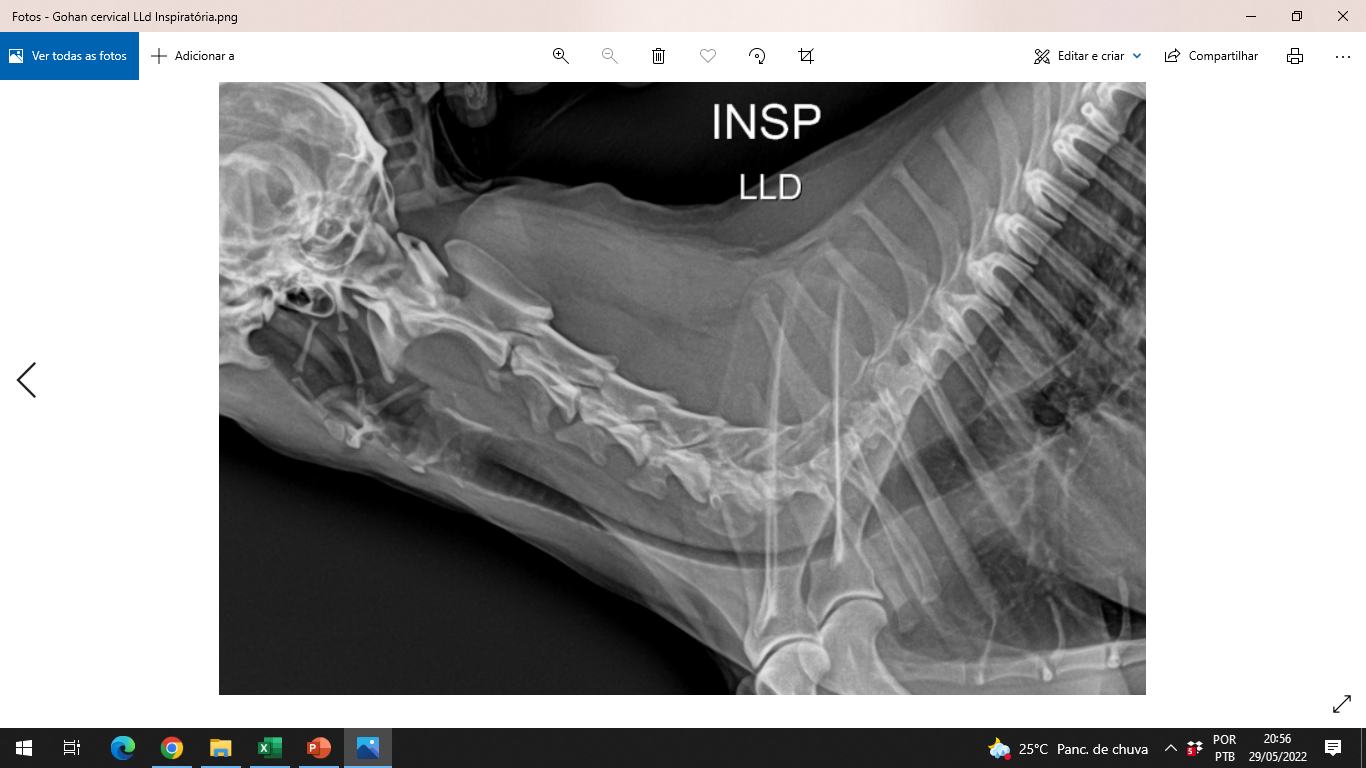 Fotos - Gohan cervical LLd Inspiratória.png
Ver todas as fotos
Adicionar a
Editar e criar
Compartilhar
INSP
LLD
25°C Panc. de chuva
POR
PTB
20:56
29/05/2022